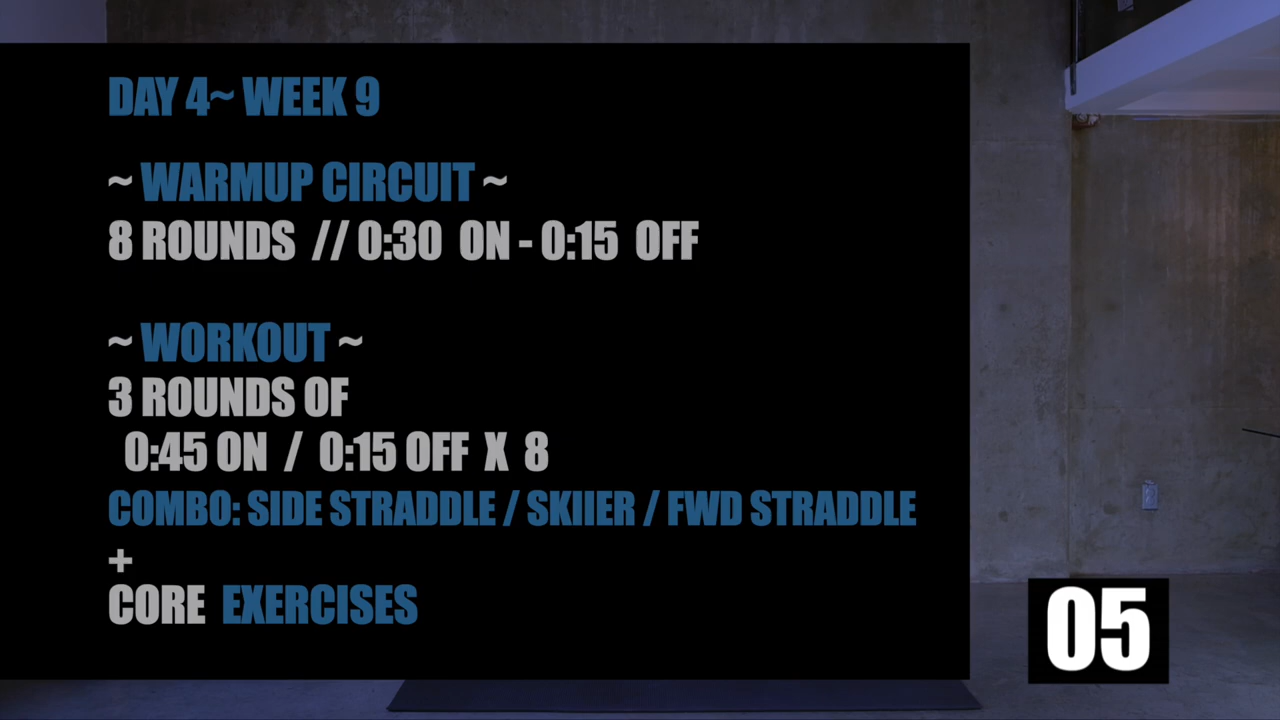 DAY 4~ WEEK 9
~ WARMUP CIRCUIT ~
8 ROUNDS // 0:30 ON - 0:15 OFF
~ WORKOUT ~
3 ROUNDS OF
0:45 ON / 0:15 OFF X 8
COMBO: SIDE STRADDLE / SKIIER / FWD STRADDLE
+
CORE EXERCISES
05